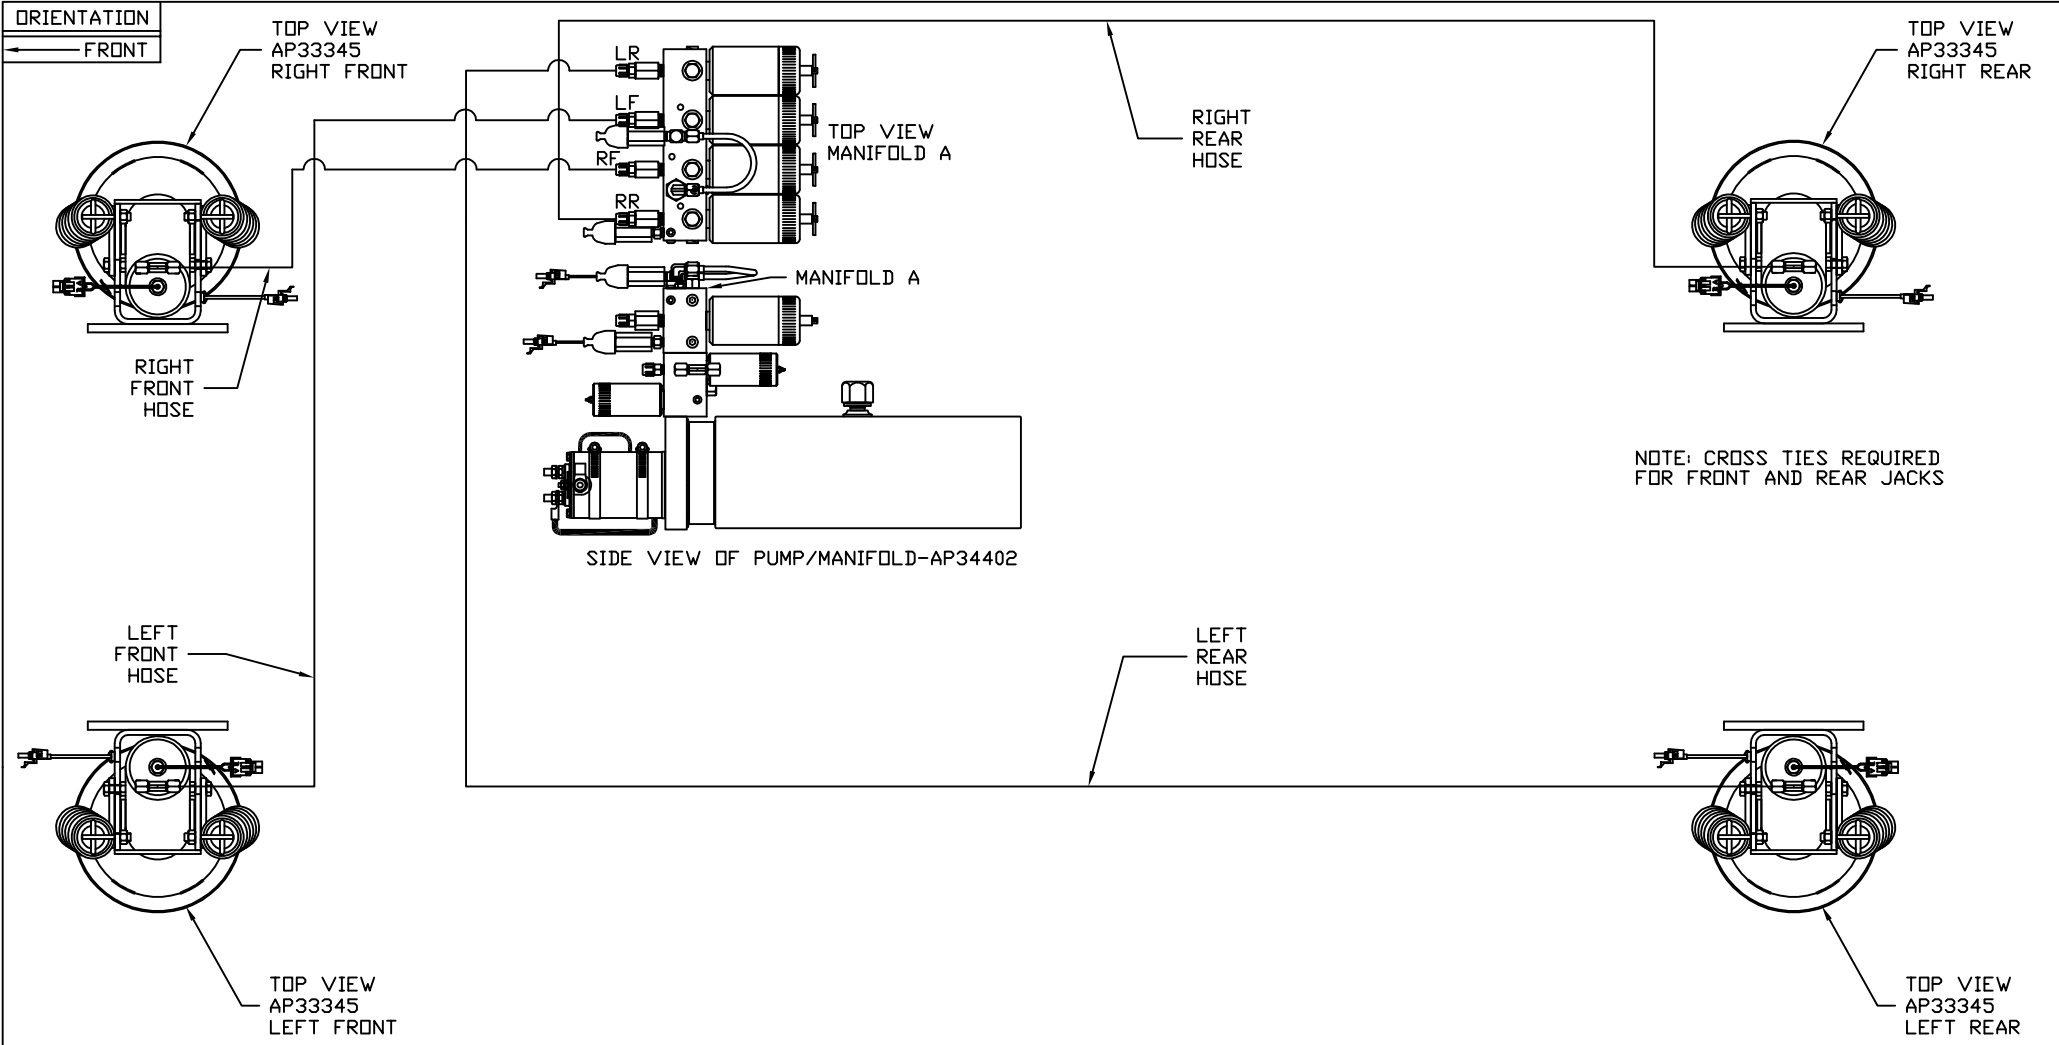 ORIENTATION
FRONT
TOP VIEW
AP33345
RIGHT FRONT
LR
LF
RF
RR
TOP VIEW
MANIFOLD A
RIGHT
REAR
HOSE
TOP VIEW
AP33345
RIGHT REAR
MANIFOLD A
RIGHT
FRONT
HOSE
NOTE: CROSS TIES REQUIRED
FOR FRONT AND REAR JACKS
SIDE VIEW OF PUMP/MANIFOLD-AP34402
LEFT
FRONT
HOSE
LEFT
REAR
HOSE
TOP VIEW
AP33345
LEFT FRONT
TOP VIEW
AP33345
LEFT REAR